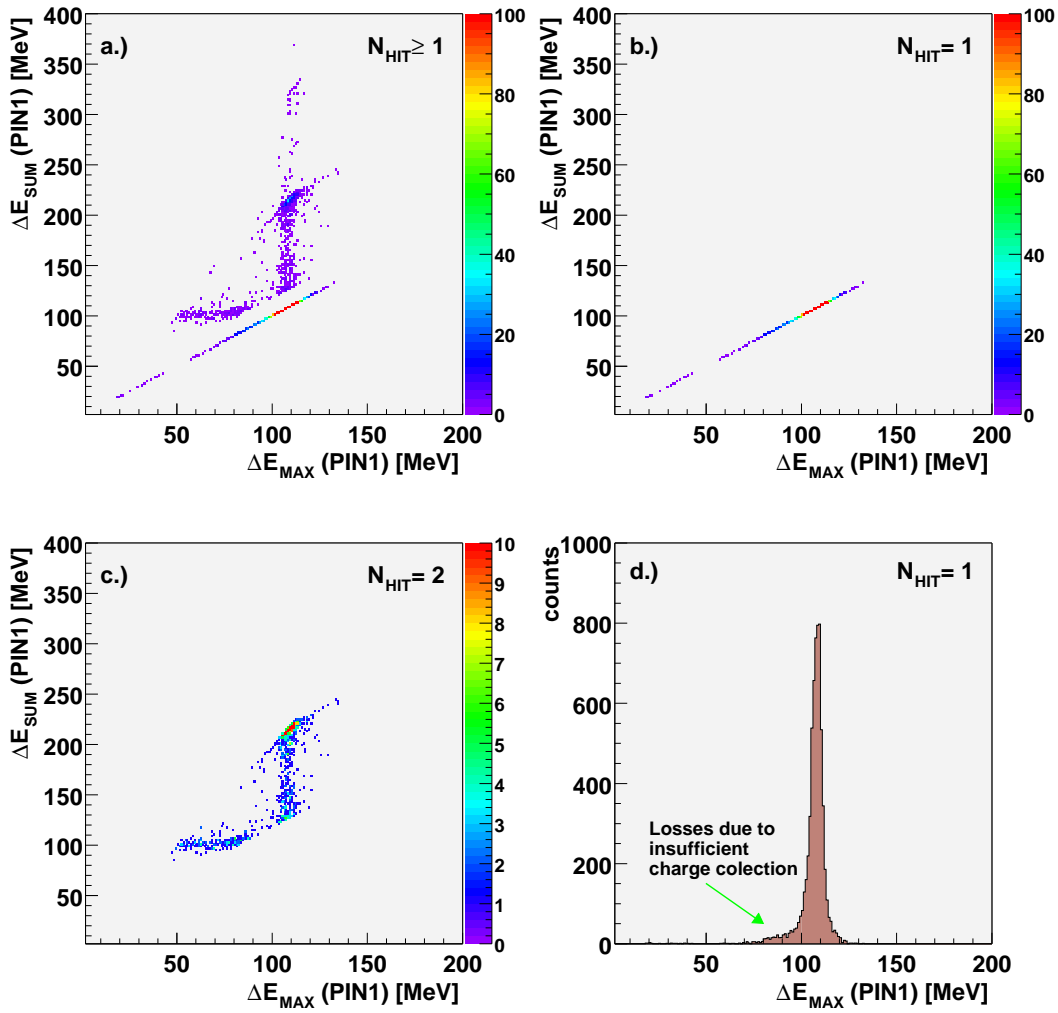 a.)
N_HIT ≥ 1
ΔE_SUM (PIN1) [MeV]
400
350
300
250
200
150
100
50
50 100 150 200
ΔE_MAX (PIN1) [MeV]
100
80
60
40
20
0
b.)
N_HIT = 1
ΔE_SUM (PIN1) [MeV]
400
350
300
250
200
150
100
50
50 100 150 200
ΔE_MAX (PIN1) [MeV]
100
80
60
40
20
0
c.)
N_HIT = 2
ΔE_SUM (PIN1) [MeV]
400
350
300
250
200
150
100
50
50 100 150 200
ΔE_MAX (PIN1) [MeV]
10
9
8
7
6
5
4
3
2
1
0
d.)
N_HIT = 1
counts
1000
800
600
400
200
0
Losses due to
insufficient
charge colection
50 100 150 200
ΔE_MAX (PIN1) [MeV]